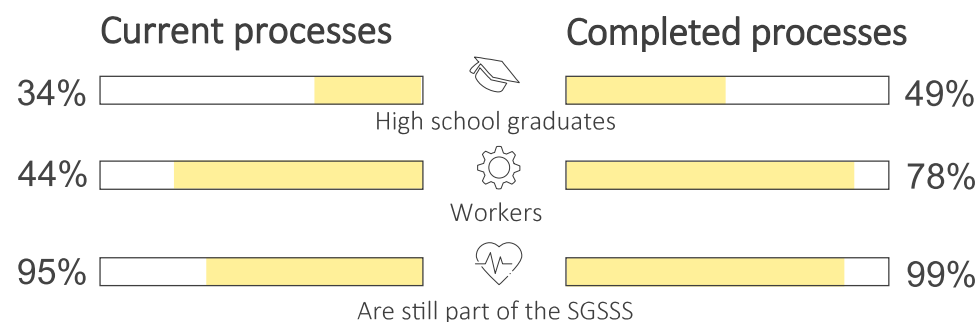 Current processes
Completed processes
34%
49%
High school graduates
44%
78%
Workers
95%
99%
Are still part of the SGSSS